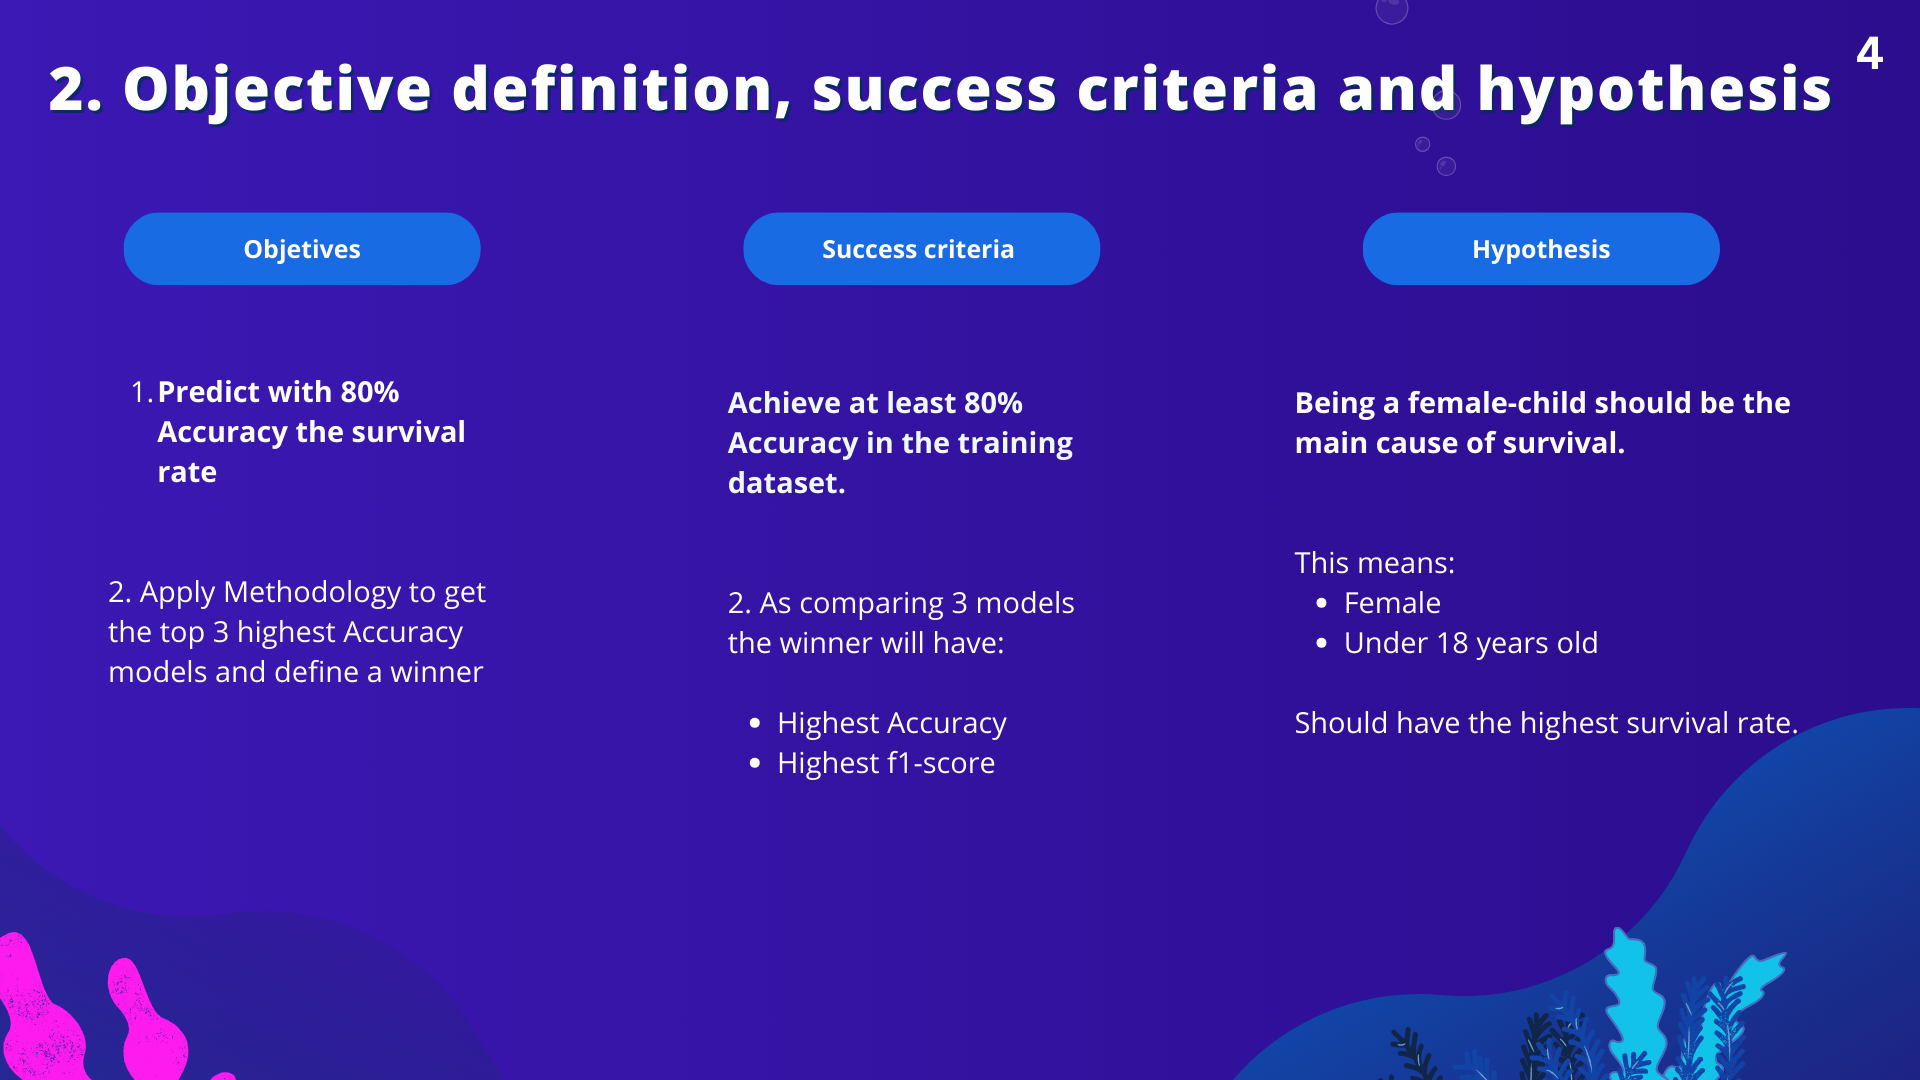 4
2. Objective definition, success criteria and hypothesis
Objetives
1. Predict with 80%
Accuracy the survival
rate
2. Apply Methodology to get
the top 3 highest Accuracy
models and define a winner
Success criteria
Achieve at least 80%
Accuracy in the training
dataset.
2. As comparing 3 models
the winner will have:
• Highest Accuracy
• Highest f1-score
Hypothesis
Being a female-child should be the
main cause of survival.
This means:
• Female
• Under 18 years old
Should have the highest survival rate.